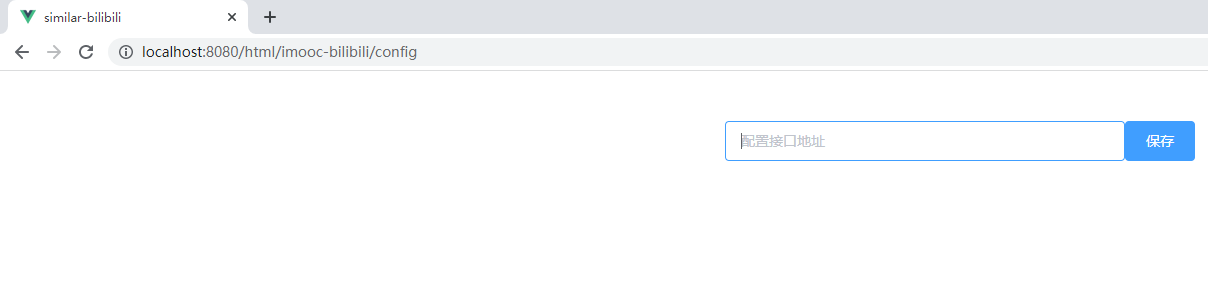 similar-bilibili
localhost:8080/html/imooc-bilibili/config
配置接口地址
保存